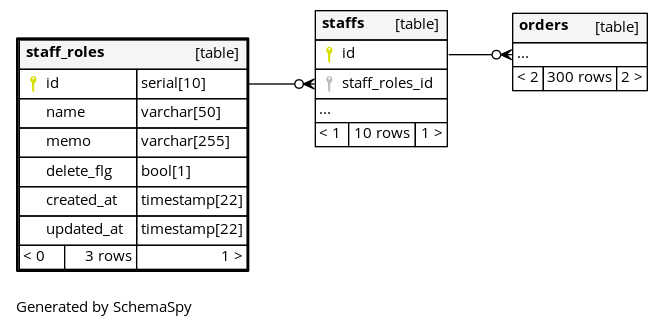 staff_roles [table]
id serial[10]
name varchar[50]
memo varchar[255]
delete_flg bool[1]
created_at timestamp[22]
updated_at timestamp[22]
< 0 3 rows 1 >
staffs [table]
id
staff_roles_id
...
< 1 10 rows 1 >
orders [table]
...
< 2 300 rows 2 >
Generated by SchemaSpy